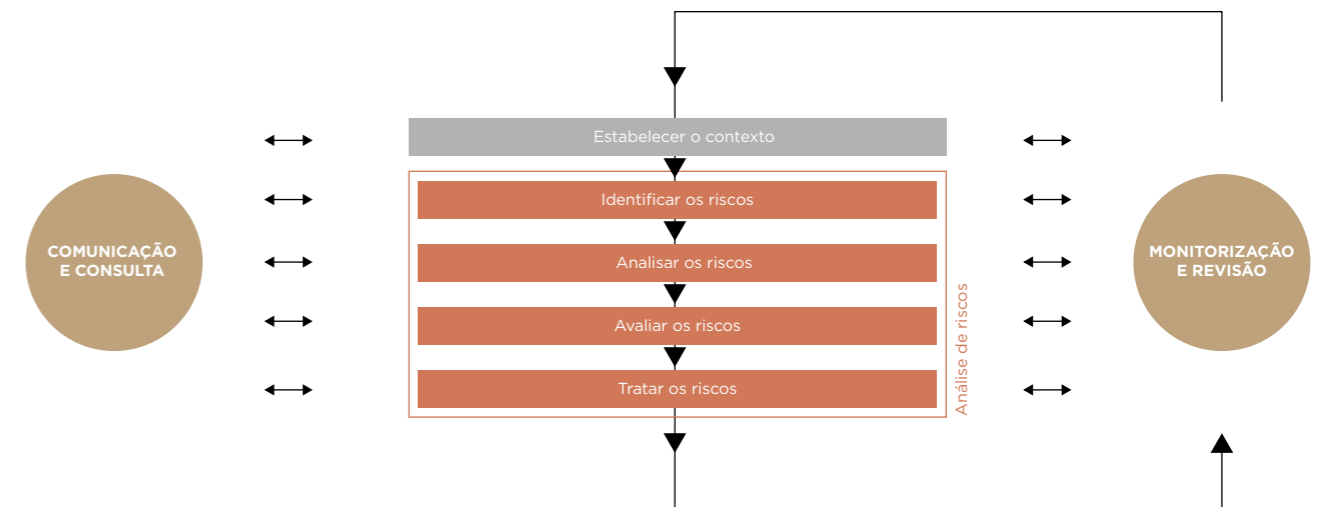 Estabelecer o contexto
COMUNICAÇÃO
E CONSULTA
Identificar os riscos
Analisar os riscos
Avaliar os riscos
Tratar os riscos
Análise de riscos
MONITORIZAÇÃO
E REVISÃO